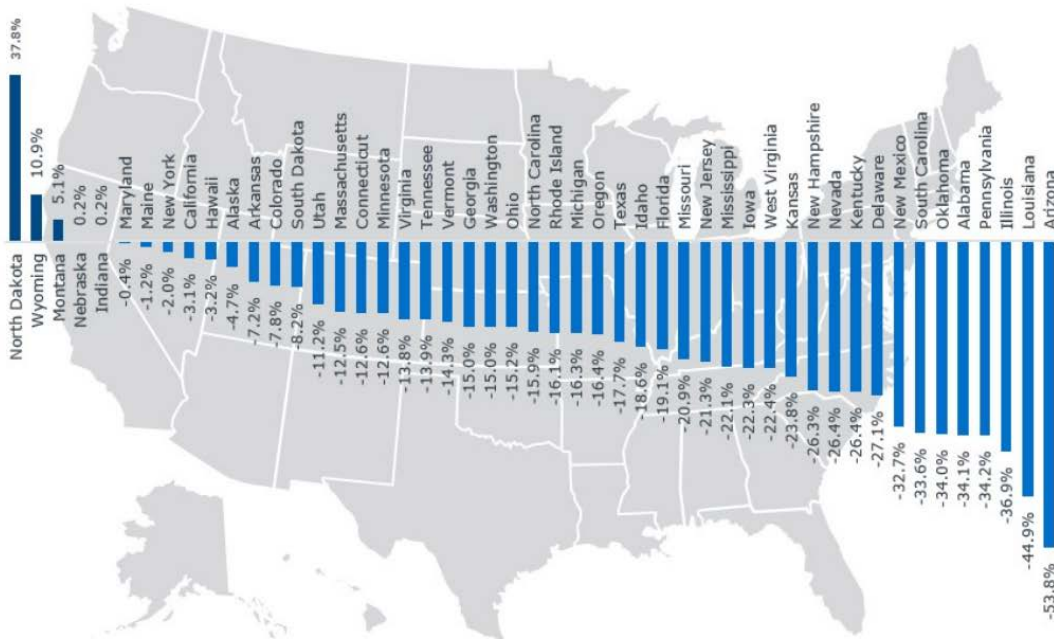 North Dakota 37.8%
Wyoming 10.9%
Montana 5.1%
Nebraska 0.2%
Indiana 0.2%
Maryland -0.4%
Maine -1.2%
New York -2.0%
California -3.1%
Hawaii -3.2%
Alaska -4.7%
Arkansas -7.2%
Colorado -7.8%
South Dakota -8.2%
Utah -11.2%
Massachusetts -12.5%
Connecticut -12.6%
Minnesota -12.6%
Virginia -13.8%
Tennessee -13.9%
Vermont -14.3%
Georgia -15.0%
Washington -15.0%
Ohio -15.2%
North Carolina -15.9%
Rhode Island -16.1%
Michigan -16.3%
Oregon -16.4%
Texas -17.7%
Idaho -18.6%
Florida -19.1%
Missouri -20.9%
New Jersey -21.3%
Mississippi -22.1%
Iowa -22.3%
West Virginia -22.4%
Kansas -23.8%
New Hampshire -26.3%
Nevada -26.4%
Kentucky -26.4%
Delaware -27.1%
New Mexico -32.7%
South Carolina -33.6%
Oklahoma -34.0%
Alabama -34.1%
Pennsylvania -34.2%
Illinois -36.9%
Louisiana -44.9%
Arizona -53.8%